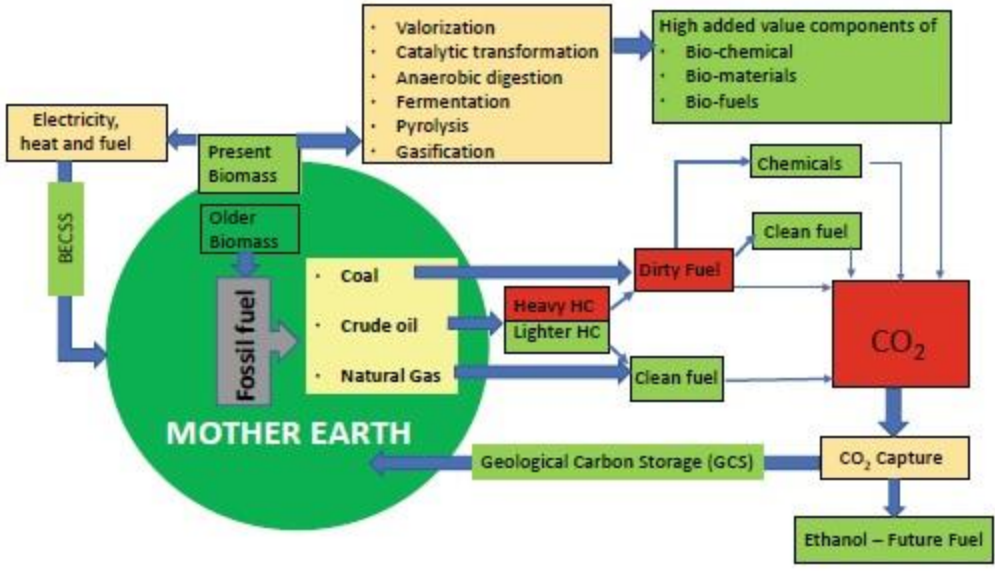 · Valorization
· Catalytic transformation
· Anaerobic digestion
· Fermentation
· Pyrolysis
· Gasification
High added value components of
· Bio-chemical
· Bio-materials
· Bio-fuels
Electricity,
heat and fuel
Present
Biomass
BECSS
Older
Biomass
Fossil fuel
· Coal
· Crude oil
· Natural Gas
MOTHER EARTH
Heavy HC
Lighter HC
Chemicals
Clean fuel
Dirty Fuel
Clean fuel
CO₂
CO₂ Capture
Geological Carbon Storage (GCS)
Ethanol – Future Fuel